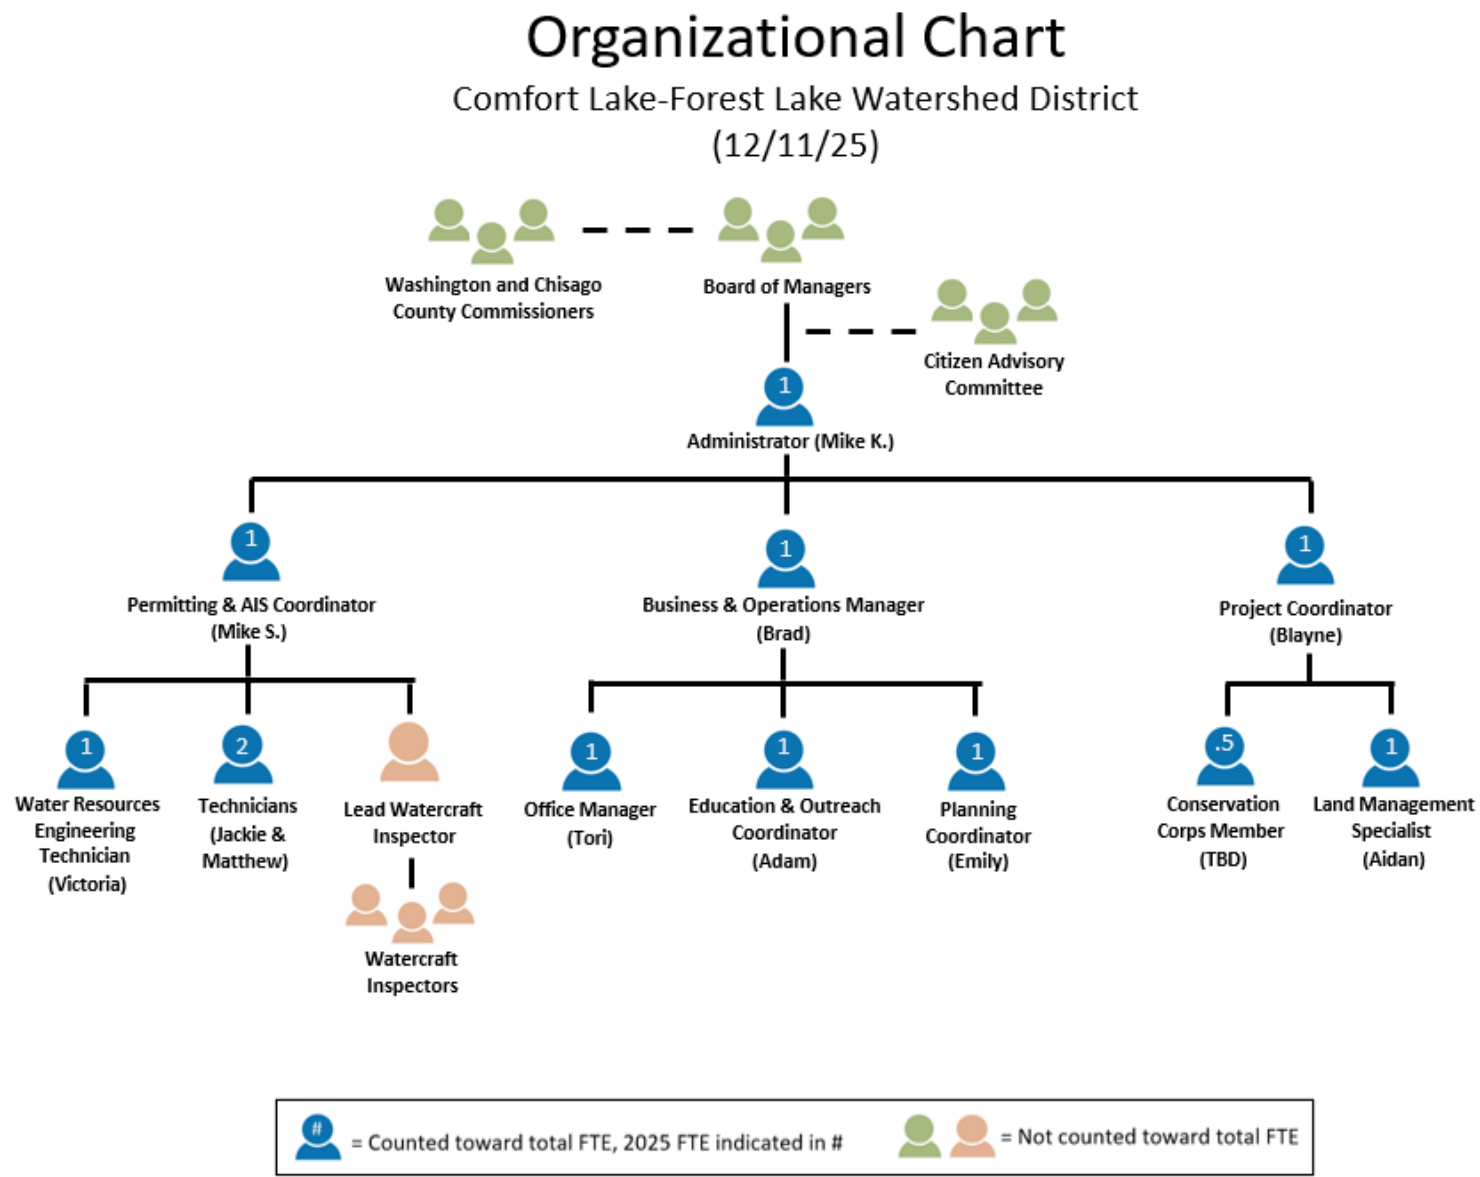 Organizational Chart
Comfort Lake-Forest Lake Watershed District
(12/11/25)
Washington and Chisago
County Commissioners
Board of Managers
Citizen Advisory
Committee
1
Administrator (Mike K.)
1
Permitting & AIS Coordinator
(Mike S.)
1
Business & Operations Manager
(Brad)
1
Project Coordinator
(Blayne)
1
Water Resources
Engineering
Technician
(Victoria)
2
Technicians
(Jackie &
Matthew)
Lead Watercraft
Inspector
Watercraft
Inspectors
1
Office Manager
(Tori)
1
Education & Outreach
Coordinator
(Adam)
1
Planning
Coordinator
(Emily)
.5
Conservation
Corps Member
(TBD)
1
Land Management
Specialist
(Aidan)
#
= Counted toward total FTE, 2025 FTE indicated in #
= Not counted toward total FTE